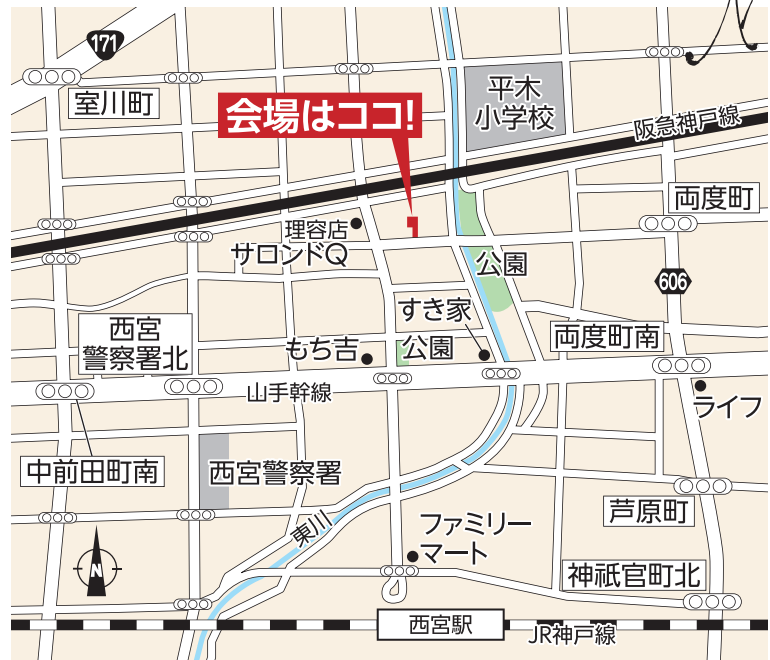 171
室川町
会場はココ!
平木
小学校
阪急神戸線
両度町
理容店
サロンドQ
公園
606
すき家
西宮
警察署北
もち吉
公園
両度町南
山手幹線
ライフ
中前田町南
西宮警察署
芦原町
東川
ファミリー
マート
N
神祇官町北
西宮駅
JR神戸線